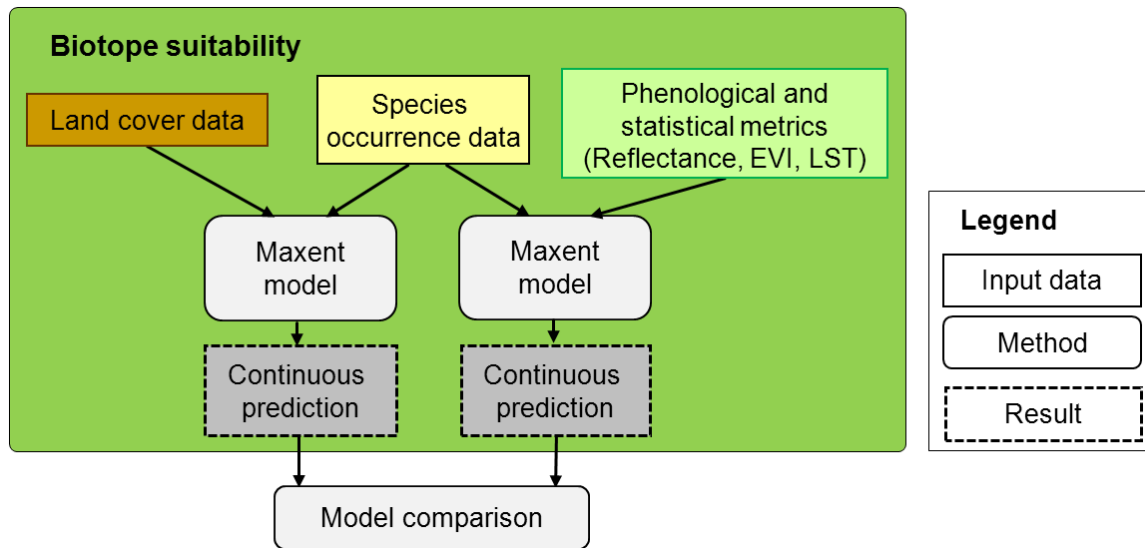 Biotope suitability
Land cover data
Species
occurrence data
Phenological and
statistical metrics
(Reflectance, EVI, LST)
Maxent
model
Maxent
model
Continuous
prediction
Continuous
prediction
Model comparison
Legend
Input data
Method
Result